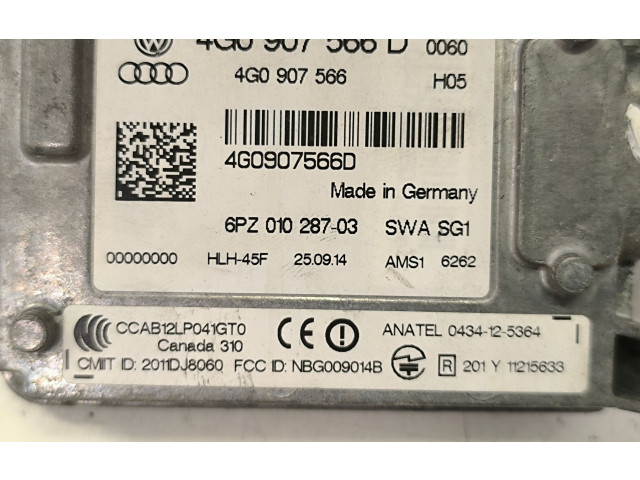 4G0 907 566 D 0060
4G0 907 566 H05
4G0907566D
Made in Germany
6PZ 010 287-03 SWA SG1
00000000 HLH-45F 25.09.14 AMS1 6262
CCAB12LP041GT0
Canada 310
CE ANATEL 0434-12-5364
CMIT ID: 2011DJ8060 FCC ID: NBG009014B R 201 Y 11215633